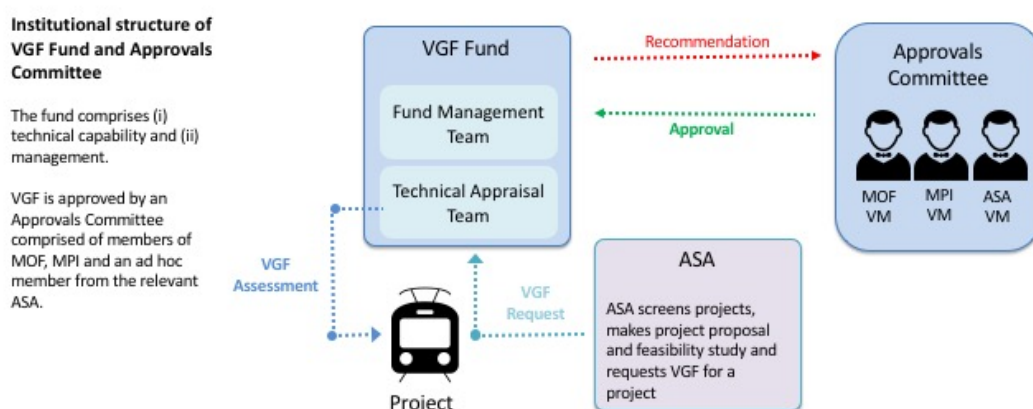 Institutional structure of
VGF Fund and Approvals
Committee
The fund comprises (i)
technical capability and (ii)
management.
VGF is approved by an
Approvals Committee
comprised of members of
MOF, MPI and an ad hoc
member from the relevant
ASA.
VGF Fund
Fund Management
Team
Technical Appraisal
Team
Recommendation
Approval
Approvals
Committee
MOF
VM
MPI
VM
ASA
VM
VGF
Assessment
VGF
Request
Project
ASA
ASA screens projects,
makes project proposal
and feasibility study and
requests VGF for a
project